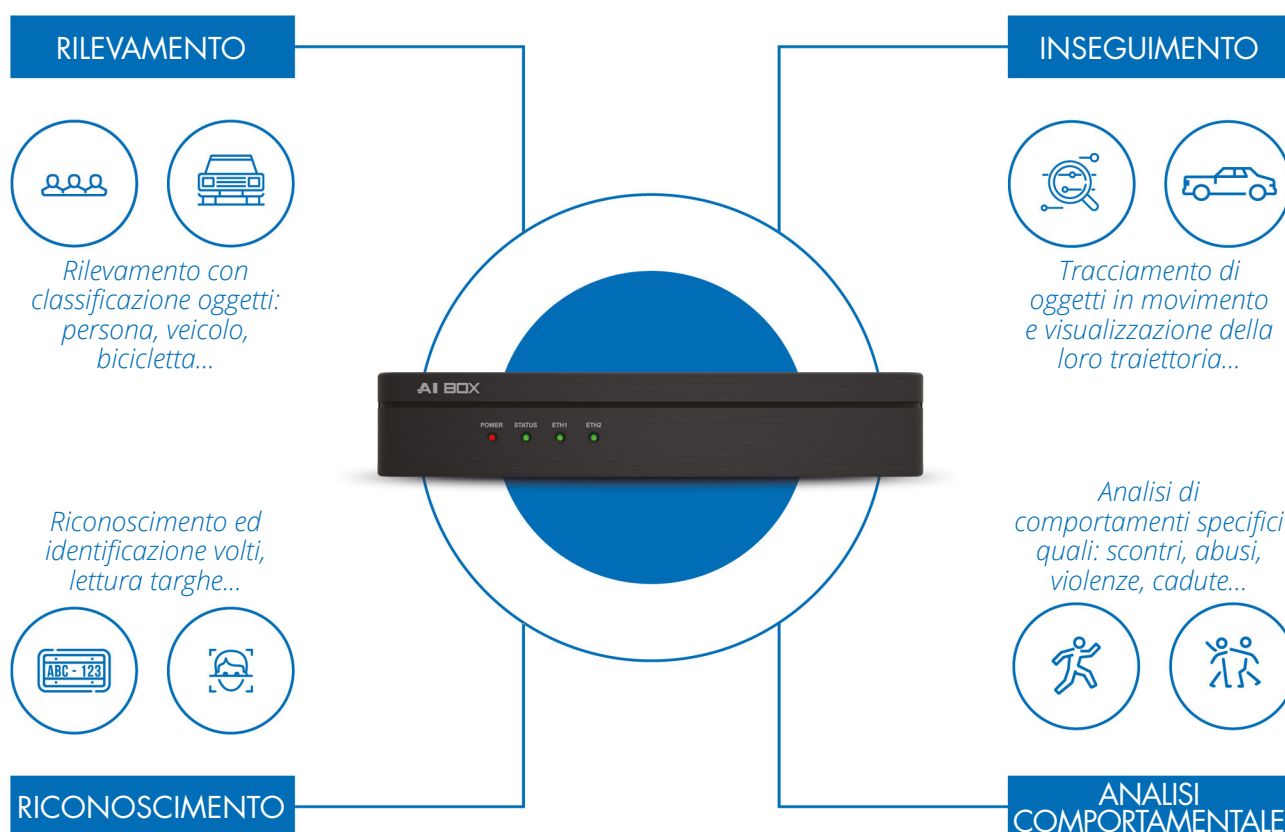 RILEVAMENTO
INSEGUIMENTO
Rilevamento con
classificazione oggetti:
persona, veicolo,
bicicletta...
Tracciamento di
oggetti in movimento
e visualizzazione della
loro traiettoria...
AI BOX
POWER STATUS ETH1 ETH2
Riconoscimento ed
identificazione volti,
lettura targhe...
Analisi di
comportamenti specifici
quali: scontri, abusi,
violenze, cadute...
ABC - 123
RICONOSCIMENTO
ANALISI
COMPORTAMENTALE